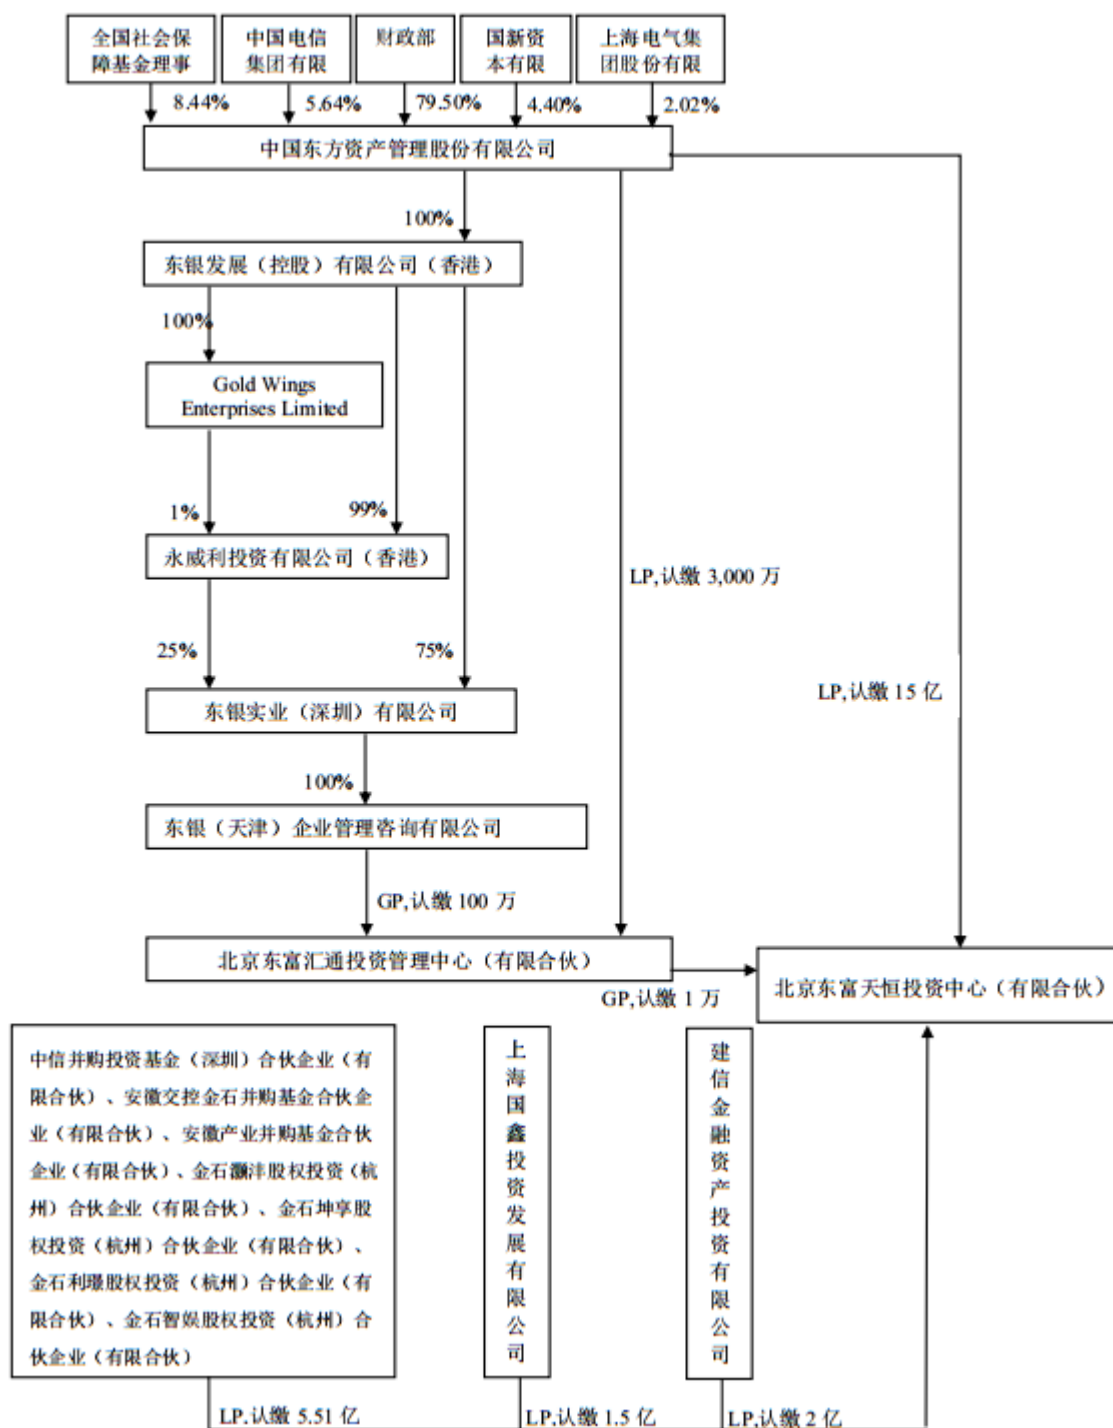 全国社会保
障基金理事
中国电信
集团有限
财政部
国新资
本有限
上海电气集
团股份有限
8.44%
5.64%
79.50%
4.40%
2.02%
中国东方资产管理股份有限公司
100%
东银发展（控股）有限公司（香港）
100%
Gold Wings
Enterprises Limited
1%
99%
永威利投资有限公司（香港）
LP,认缴 3,000 万
25%
75%
LP,认缴 15 亿
东银实业（深圳）有限公司
100%
东银（天津）企业管理咨询有限公司
GP,认缴 100 万
北京东富汇通投资管理中心（有限合伙）
GP,认缴 1 万
北京东富天恒投资中心（有限合伙）
中信并购投资基金（深圳）合伙企业（有
限合伙）、安徽交控金石并购基金合伙企
业（有限合伙）、安徽产业并购基金合伙
企业（有限合伙）、金石灏沣股权投资（杭
州）合伙企业（有限合伙）、金石坤享股
权投资（杭州）合伙企业（有限合伙）、
金石利璟股权投资（杭州）合伙企业（有
限合伙）、金石智娱股权投资（杭州）合
伙企业（有限合伙）
上海国鑫投资发展有限公司
建信金融资产投资有限公司
LP.认缴 5.51 亿
LP,认缴 1.5 亿
LP,认缴 2 亿